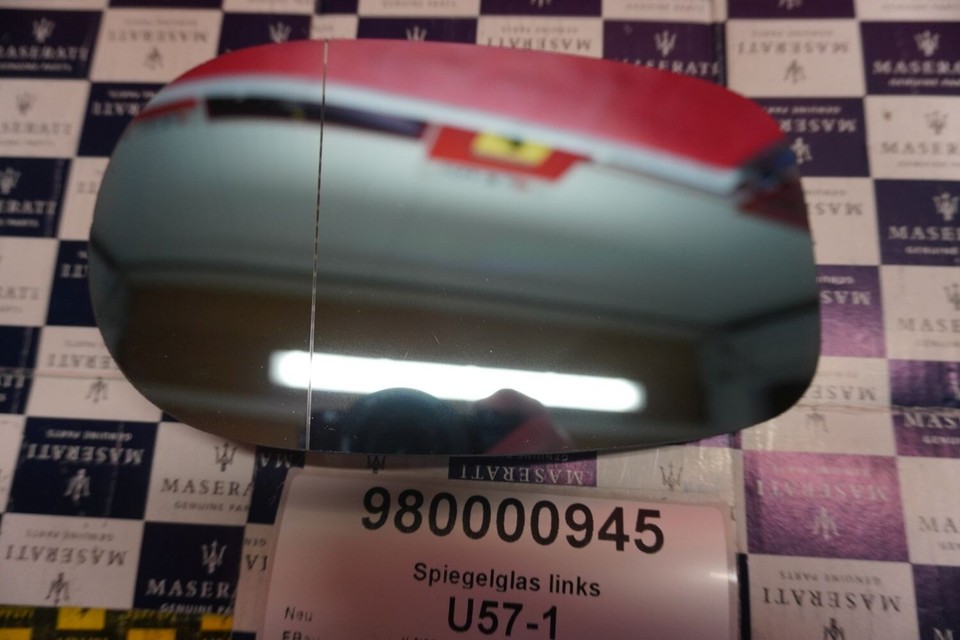 MASERATI
GENUINE PARTS
980000945
Spiegelglas links
Neu
U57-1